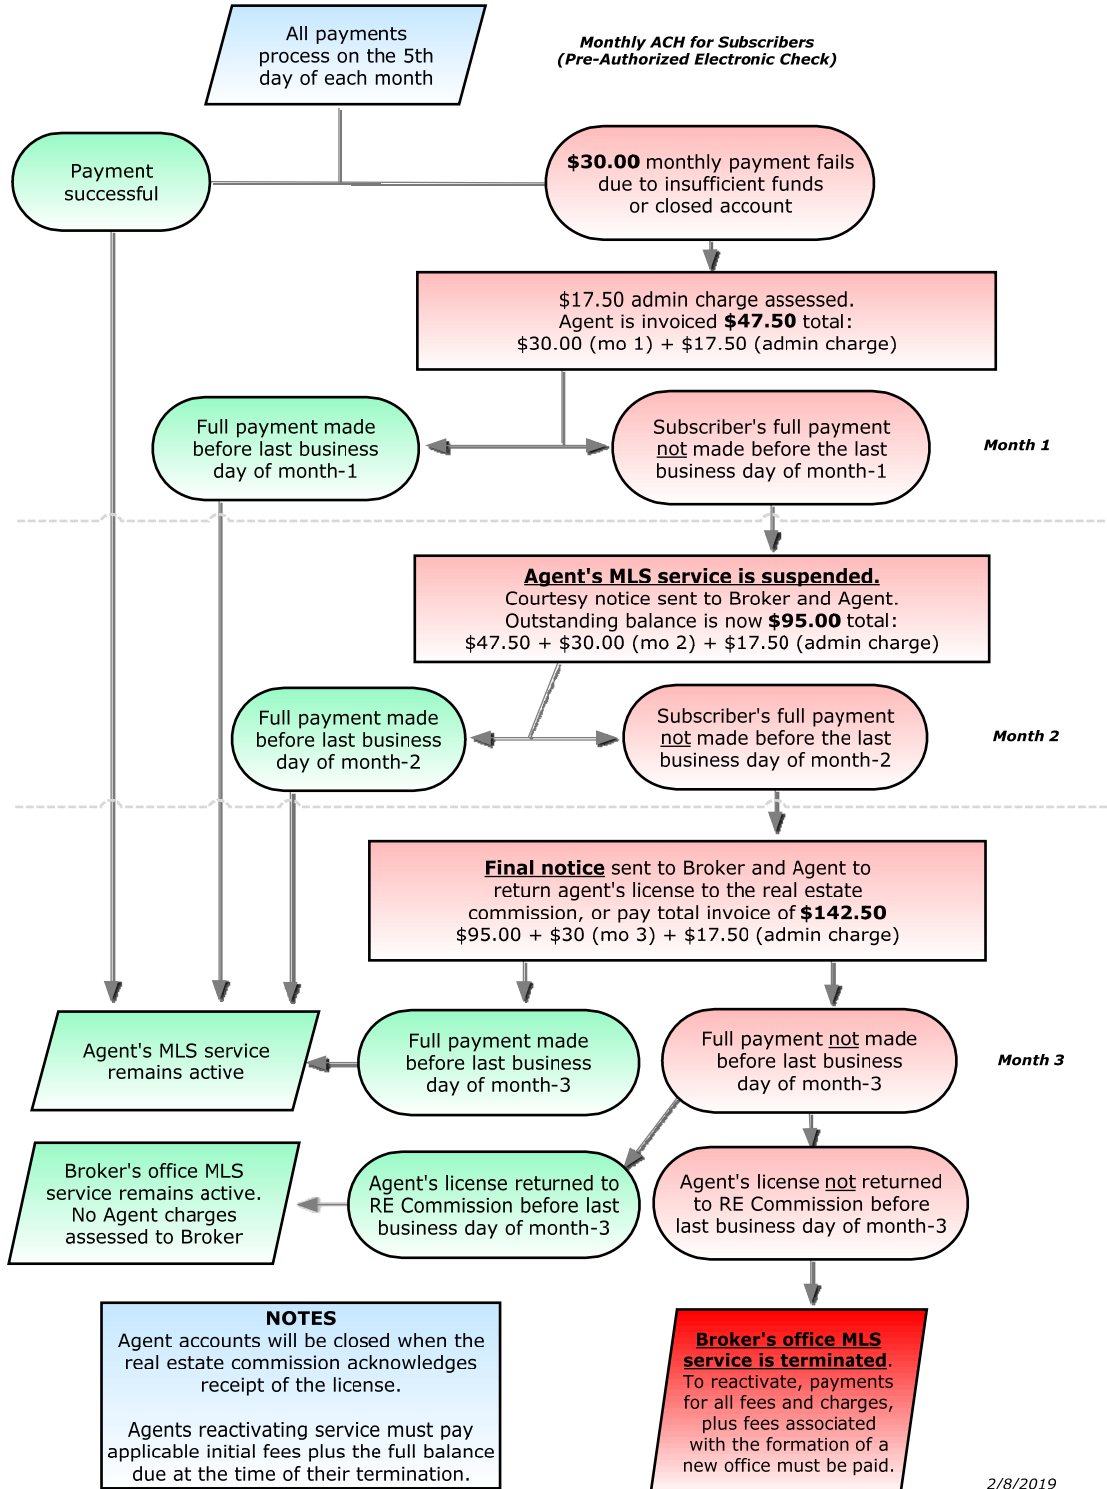 All payments
process on the 5th
day of each month
Monthly ACH for Subscribers
(Pre-Authorized Electronic Check)
Payment
successful
$30.00 monthly payment fails
due to insufficient funds
or closed account
$17.50 admin charge assessed.
Agent is invoiced $47.50 total:
$30.00 (mo 1) + $17.50 (admin charge)
Full payment made
before last business
day of month-1
Subscriber's full payment
not made before the last
business day of month-1
Month 1
Agent's MLS service is suspended.
Courtesy notice sent to Broker and Agent.
Outstanding balance is now $95.00 total:
$47.50 + $30.00 (mo 2) + $17.50 (admin charge)
Full payment made
before last business
day of month-2
Subscriber's full payment
not made before the last
business day of month-2
Month 2
Final notice sent to Broker and Agent to
return agent's license to the real estate
commission, or pay total invoice of $142.50
$95.00 + $30 (mo 3) + $17.50 (admin charge)
Agent's MLS service
remains active
Full payment made
before last business
day of month-3
Full payment not made
before last business
day of month-3
Month 3
Broker's office MLS
service remains active.
No Agent charges
assessed to Broker
Agent's license returned to
RE Commission before last
business day of month-3
Agent's license not returned
to RE Commission before
last business day of month-3
NOTES
Agent accounts will be closed when the
real estate commission acknowledges
receipt of the license.
Agents reactivating service must pay
applicable initial fees plus the full balance
due at the time of their termination.
Broker's office MLS
service is terminated.
To reactivate, payments
for all fees and charges,
plus fees associated
with the formation of a
new office must be paid.
2/8/2019